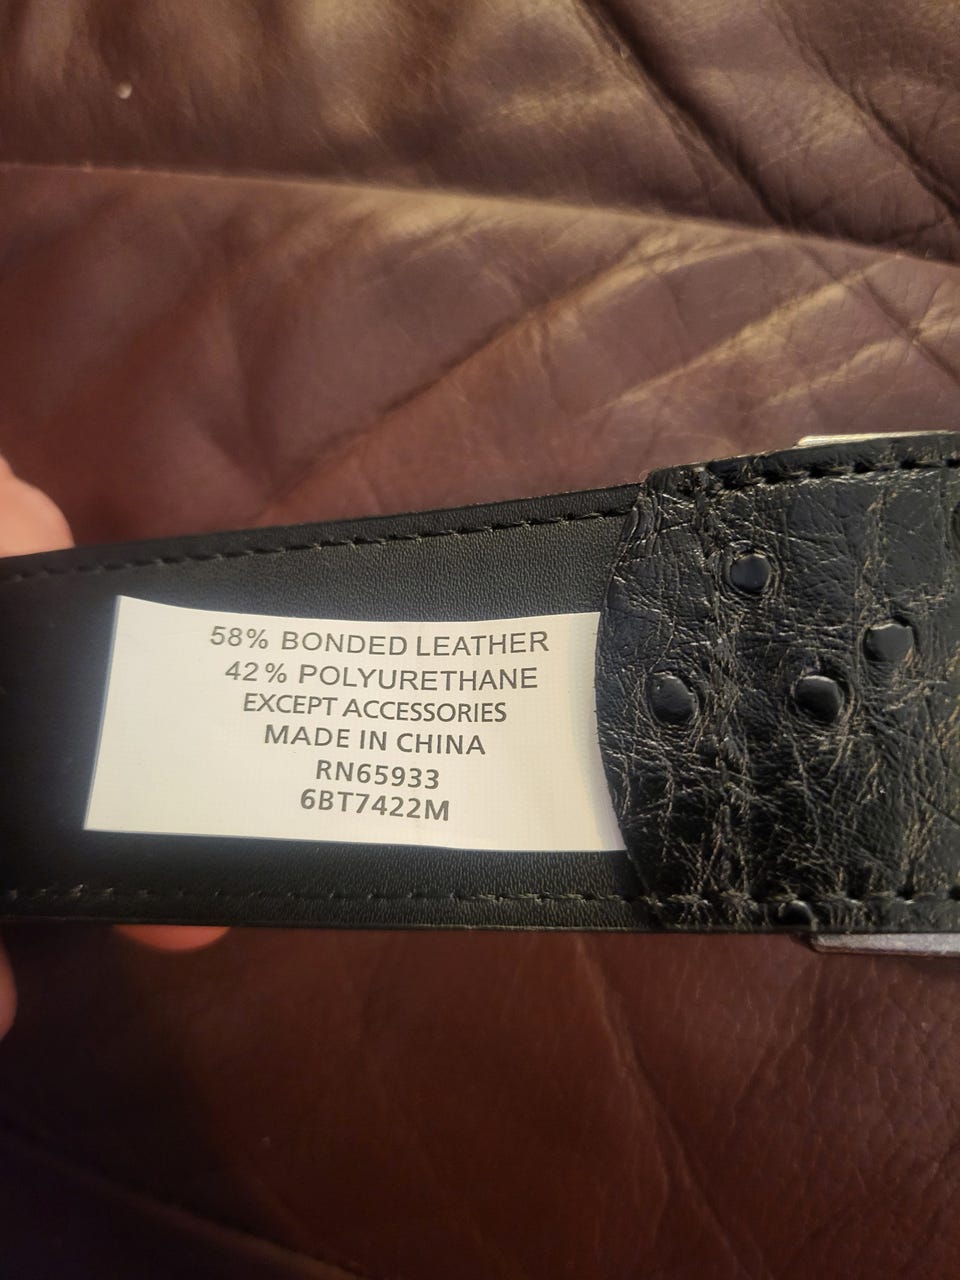 58% BONDED LEATHER
42% POLYURETHANE
EXCEPT ACCESSORIES
MADE IN CHINA
RN65933
6BT7422M